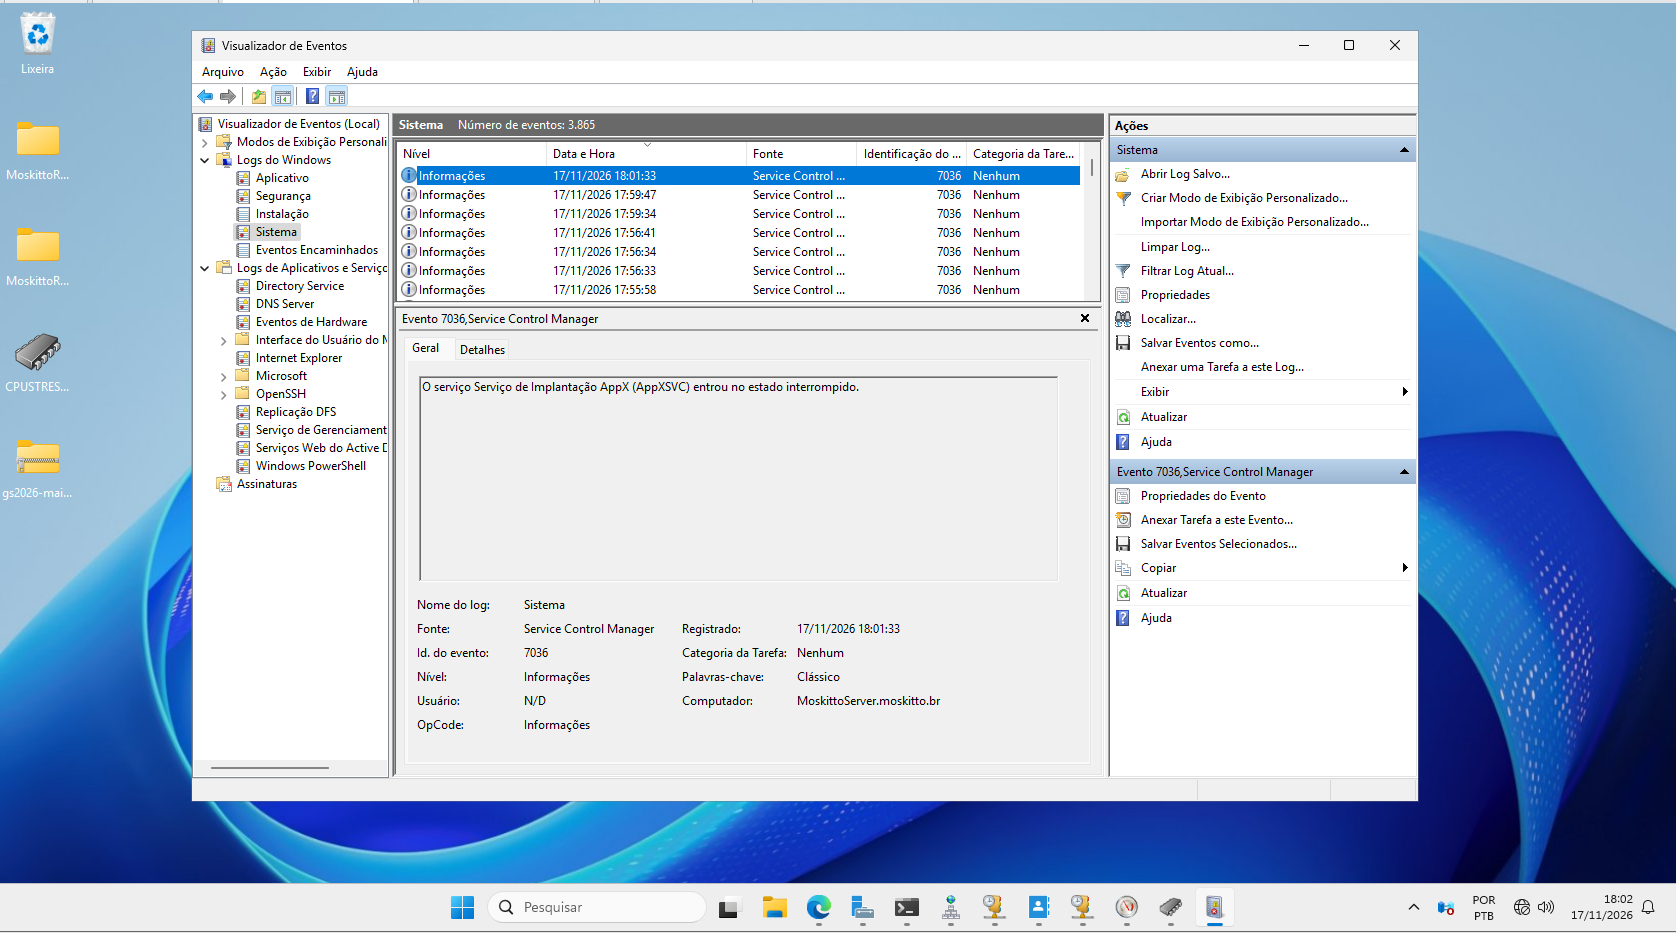 Lixeira
MoskittoR...
MoskittoR...
CPUSTRES...
gs2026-mai...
Visualizador de Eventos
Arquivo Ação Exibir Ajuda
Visualizador de Eventos (Local)
Modos de Exibição Personali
Logs do Windows
Aplicativo
Segurança
Instalação
Sistema
Eventos Encaminhados
Logs de Aplicativos e Serviço
Directory Service
DNS Server
Eventos de Hardware
Interface do Usuário do M
Internet Explorer
Microsoft
OpenSSH
Replicação DFS
Serviço de Gerenciament
Serviços Web do Active D
Windows PowerShell
Assinaturas
Sistema Número de eventos: 3.865
Nível Data e Hora Fonte Identificação do ... Categoria da Tare...
Informações 17/11/2026 18:01:33 Service Control ... 7036 Nenhum
Informações 17/11/2026 17:59:47 Service Control ... 7036 Nenhum
Informações 17/11/2026 17:59:34 Service Control ... 7036 Nenhum
Informações 17/11/2026 17:56:41 Service Control ... 7036 Nenhum
Informações 17/11/2026 17:56:34 Service Control ... 7036 Nenhum
Informações 17/11/2026 17:56:33 Service Control ... 7036 Nenhum
Informações 17/11/2026 17:55:58 Service Control ... 7036 Nenhum
Evento 7036,Service Control Manager
Geral Detalhes
O serviço Serviço de Implantação AppX (AppXSVC) entrou no estado interrompido.
Nome do log: Sistema
Fonte: Service Control Manager Registrado: 17/11/2026 18:01:33
Id. do evento: 7036 Categoria da Tarefa: Nenhum
Nível: Informações Palavras-chave: Clássico
Usuário: N/D Computador: MoskittoServer.moskitto.br
OpCode: Informações
Ações
Sistema
Abrir Log Salvo...
Criar Modo de Exibição Personalizado...
Importar Modo de Exibição Personalizado...
Limpar Log...
Filtrar Log Atual...
Propriedades
Localizar...
Salvar Eventos como...
Anexar uma Tarefa a este Log...
Exibir
Atualizar
Ajuda
Evento 7036,Service Control Manager
Propriedades do Evento
Anexar Tarefa a este Evento...
Salvar Eventos Selecionados...
Copiar
Atualizar
Ajuda
Pesquisar
POR
PTB
18:02
17/11/2026